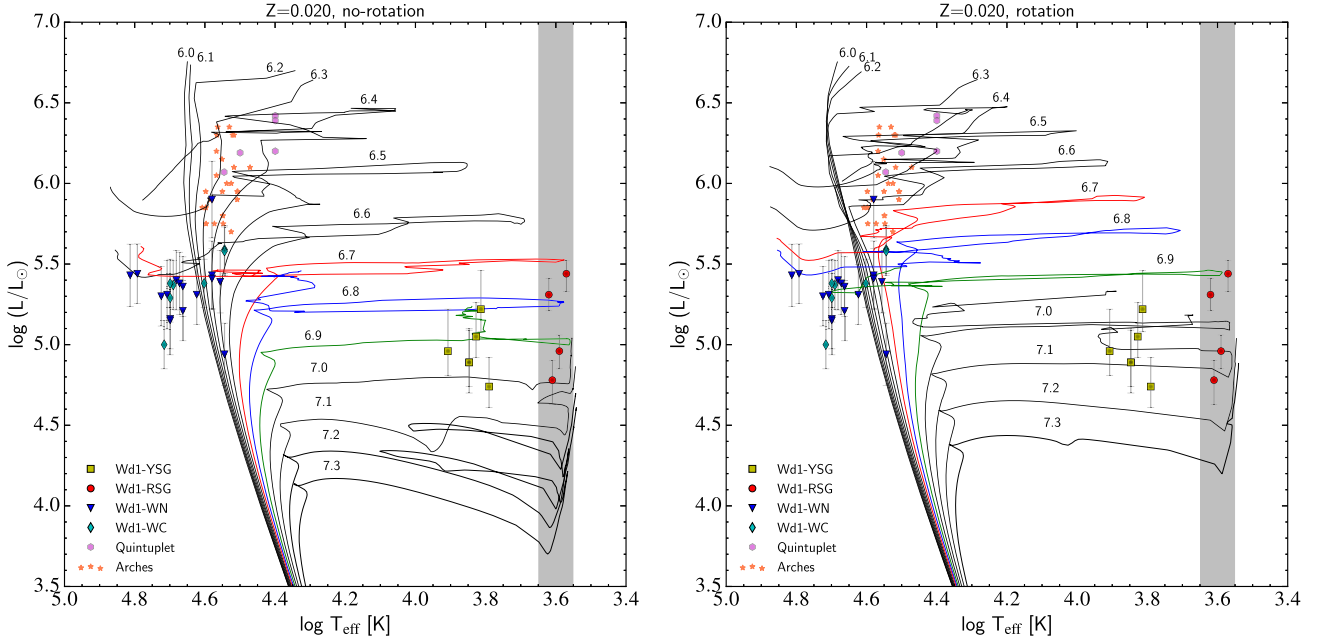 Z=0.020, no-rotation
7.0
6.5
6.0
5.5
5.0
4.5
4.0
3.5
log (L/L⊙)
6.0 6.1
6.2
6.3
6.4
6.5
6.6
6.7
6.8
6.9
7.0
7.1
7.2
7.3
Wd1-YSG
Wd1-RSG
Wd1-WN
Wd1-WC
Quintuplet
Arches
5.0 4.8 4.6 4.4 4.2 4.0 3.8 3.6 3.4
log Teff [K]
Z=0.020, rotation
7.0
6.5
6.0
5.5
5.0
4.5
4.0
3.5
log (L/L⊙)
6.0 6.1
6.2
6.3
6.4
6.5
6.6
6.7
6.8
6.9
7.0
7.1
7.2
7.3
Wd1-YSG
Wd1-RSG
Wd1-WN
Wd1-WC
Quintuplet
Arches
5.0 4.8 4.6 4.4 4.2 4.0 3.8 3.6 3.4
log Teff [K]